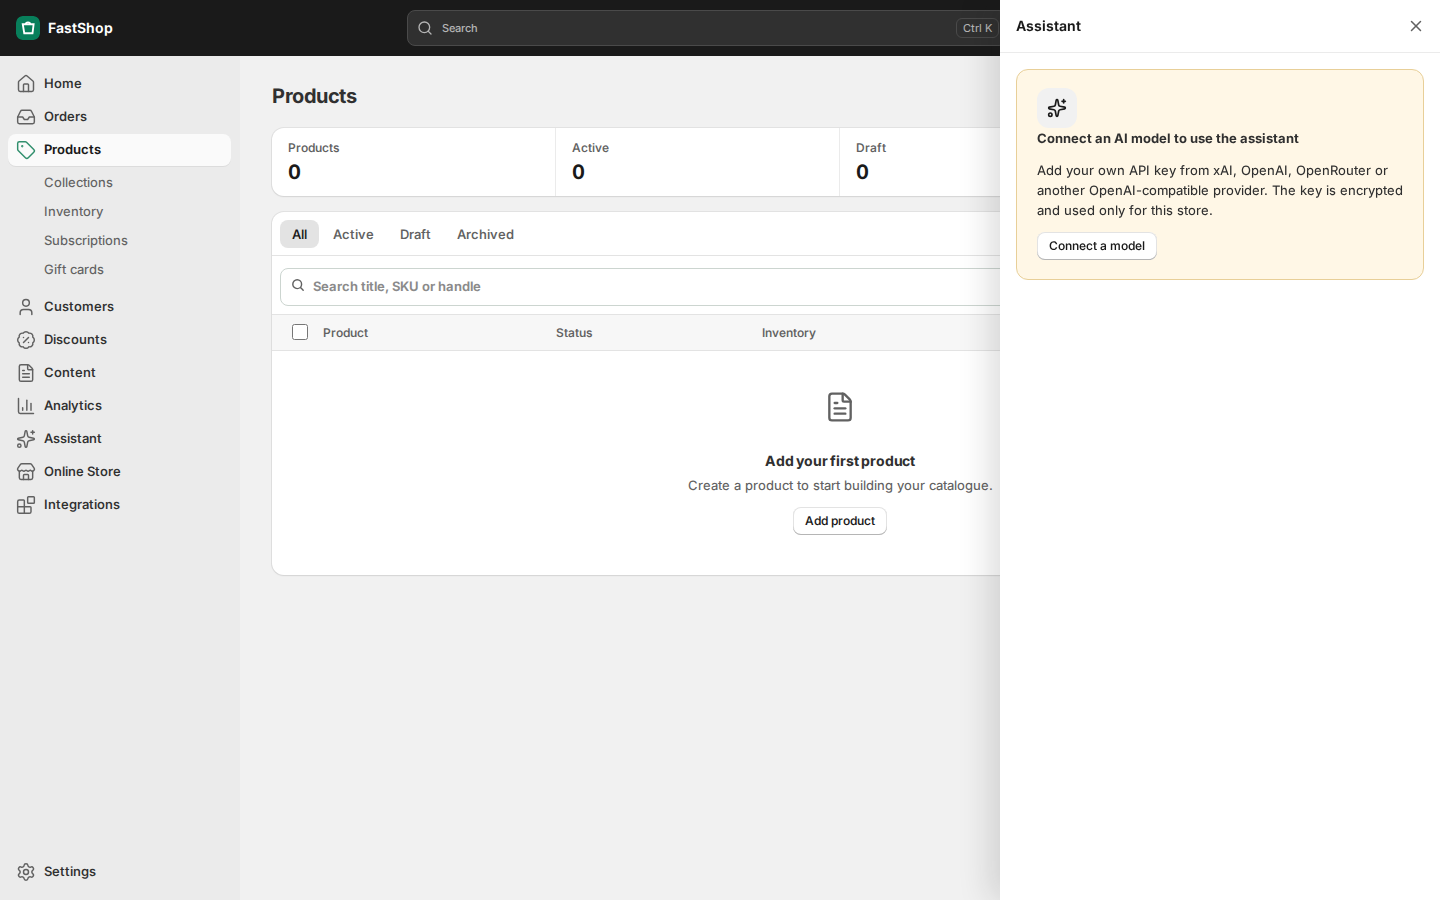 FastShop
Search
Ctrl K
Home
Orders
Products
Collections
Inventory
Subscriptions
Gift cards
Customers
Discounts
Content
Analytics
Assistant
Online Store
Integrations
Settings
Products
Products
0
Active
0
Draft
0
All
Active
Draft
Archived
Search title, SKU or handle
Product
Status
Inventory
Add your first product
Create a product to start building your catalogue.
Add product
Assistant
Connect an AI model to use the assistant
Add your own API key from xAI, OpenAI, OpenRouter or
another OpenAI-compatible provider. The key is encrypted
and used only for this store.
Connect a model